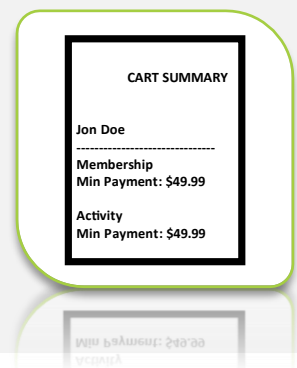 CART SUMMARY
Jon Doe
-------------------------------
Membership
Min Payment: $49.99
Activity
Min Payment: $49.99